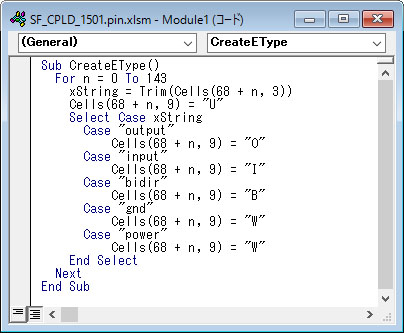 SF_CPLD_1501.pin.xlsm - Module1 (コード)
(General)
CreateEType
Sub CreateEType()
  For n = 0 To 143
    xString = Trim(Cells(68 + n, 3))
    Cells(68 + n, 9) = "U"
    Select Case xString
      Case "output"
           Cells(68 + n, 9) = "O"
      Case "input"
           Cells(68 + n, 9) = "I"
      Case "bidir"
           Cells(68 + n, 9) = "B"
      Case "gnd"
           Cells(68 + n, 9) = "W"
      Case "power"
           Cells(68 + n, 9) = "W"
    End Select
  Next
End Sub